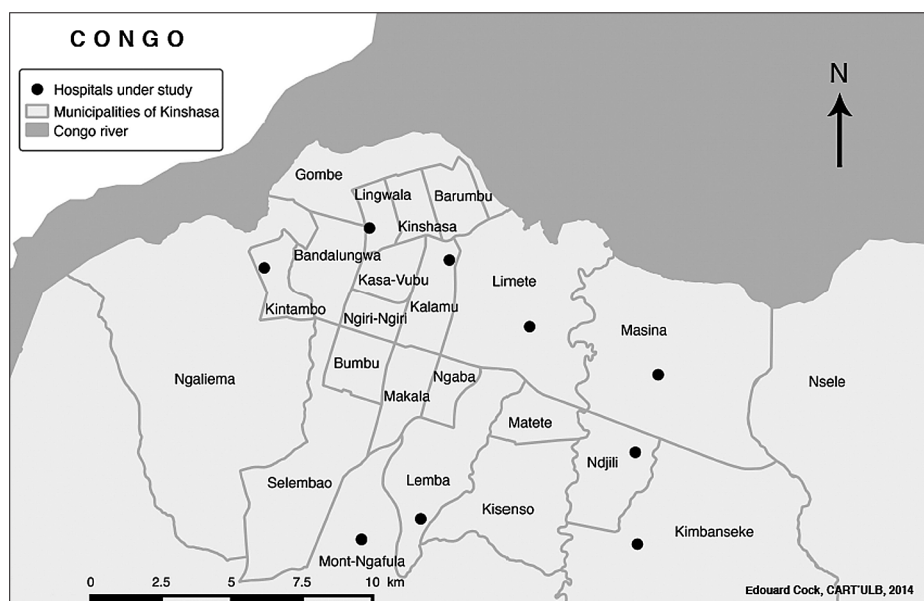 CONGO
Hospitals under study
Municipalities of Kinshasa
Congo river
N
Gombe
Lingwala
Barumbu
Kinshasa
Bandalungwa
Kasa-Vubu
Limete
Kintambo
Ngiri-Ngiri
Kalamu
Masina
Ngaliema
Bumbu
Ngaba
Nsele
Makala
Matete
Ndjili
Selembao
Lemba
Kisenso
Kimbanseke
Mont-Ngafula
0 2.5 5 7.5 10 km
Edouard Cock, CART'ULB, 2014